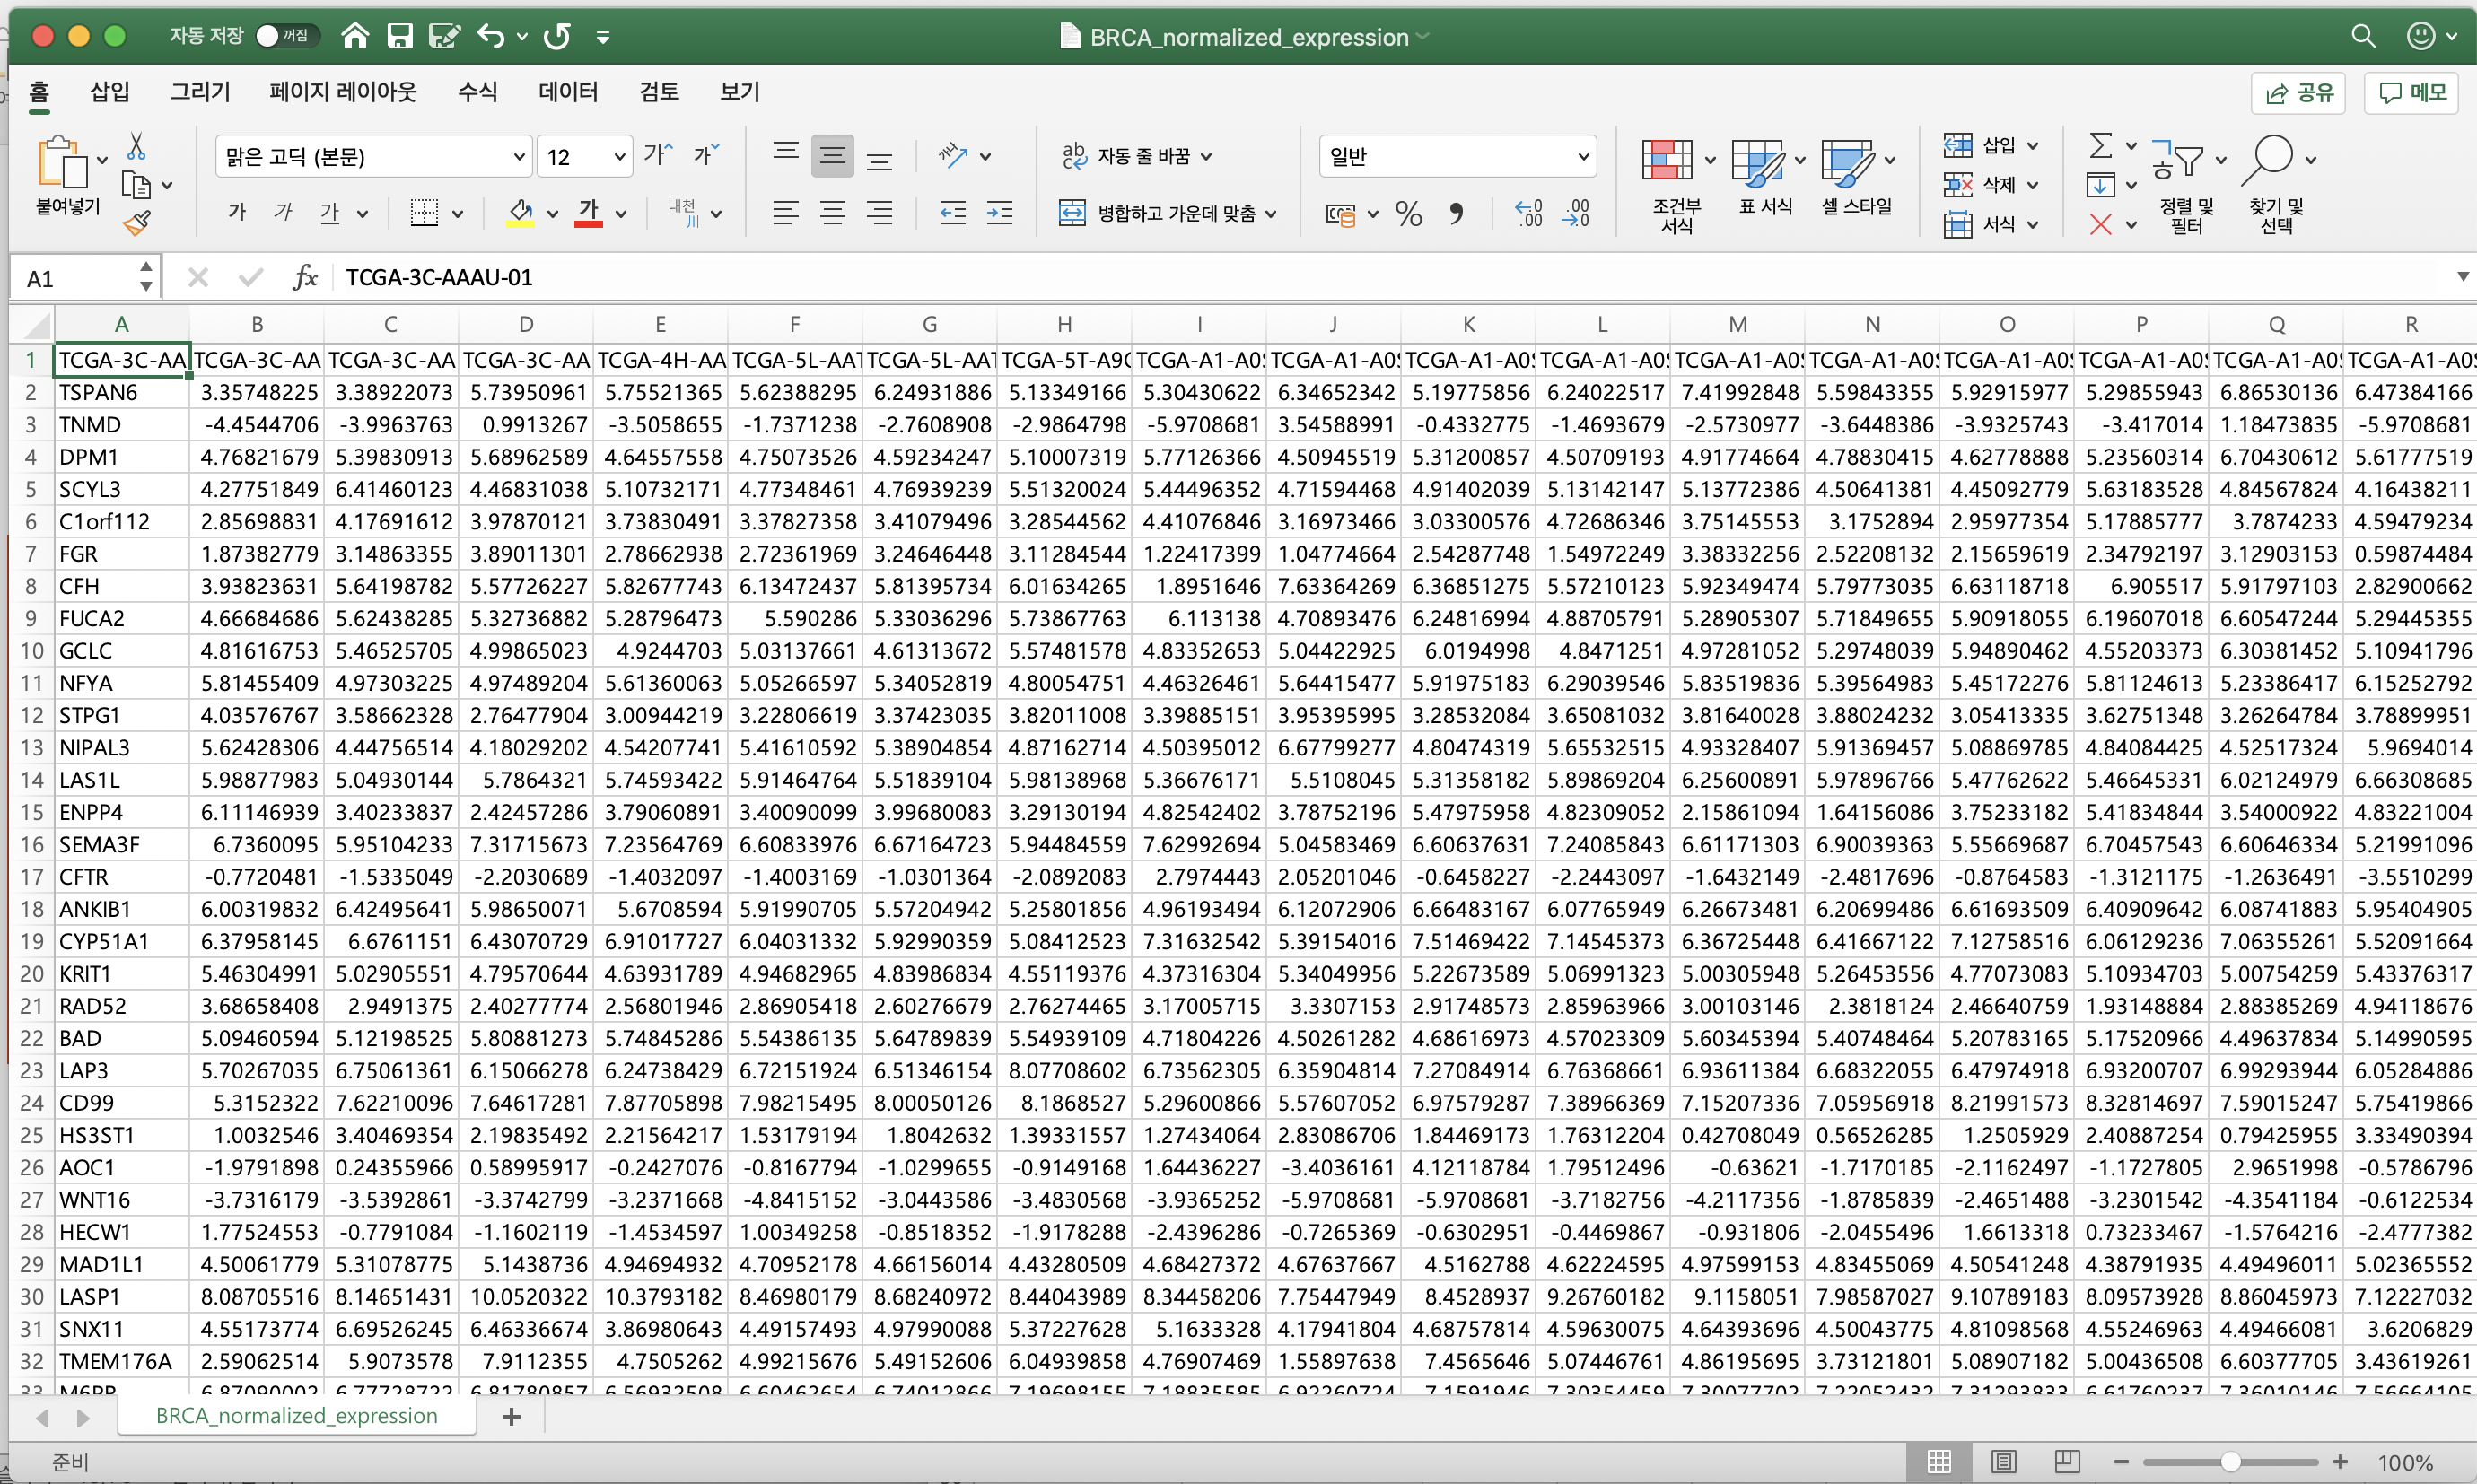 자동 저장 꺼짐 BRCA_normalized_expression
홈 삽입 그리기 페이지 레이아웃 수식 데이터 검토 보기 공유 메모
붙여넣기 맑은 고딕 (본문) 12 가 가 자동 줄 바꿈 일반 조건부 서식 표 서식 셀 스타일 삽입 정렬 및 필터 찾기 및 선택
삭제
가 가 가 가 내천 병합하고 가운데 맞춤 % 서식
A1 fx TCGA-3C-AAAU-01
A B C D E F G H I J K L M N O P Q R
1 TCGA-3C-AA TCGA-3C-AA TCGA-3C-AA TCGA-3C-AA TCGA-4H-AA TCGA-5L-AAT TCGA-5L-AAT TCGA-5T-A9 TCGA-A1-A0 TCGA-A1-A0 TCGA-A1-A0 TCGA-A1-A0 TCGA-A1-A0 TCGA-A1-A0 TCGA-A1-A0 TCGA-A1-A0 TCGA-A1-A0 TCGA-A1-A0
2 TSPAN6 3.35748225 3.38922073 5.73950961 5.75521365 5.62388295 6.24931886 5.13349166 5.30430622 6.34652342 5.19775856 6.24022517 7.41992848 5.59843355 5.92915977 5.29855943 6.86530136 6.47384166
3 TNMD -4.4544706 -3.9963763 0.9913267 -3.5058655 -1.7371238 -2.7608908 -2.9864798 -5.9708681 3.54588991 -0.4332775 -1.4693679 -2.5730977 -3.6448386 -3.9325743 -3.417014 1.18473835 -5.9708681
4 DPM1 4.76821679 5.39830913 5.68962589 4.64557558 4.75073526 4.59234247 5.10007319 5.77126366 4.50945519 5.31200857 4.50709193 4.91774664 4.78830415 4.62778888 5.23560314 6.70430612 5.61777519
5 SCYL3 4.27751849 6.41460123 4.46831038 5.10732171 4.77348461 4.76939239 5.51320024 5.44496352 4.71594468 4.91402039 5.13142147 5.13772386 4.50641381 4.45092779 5.63183528 4.84567824 4.16438211
6 C1orf112 2.85698831 4.17691612 3.97870121 3.73830491 3.37827358 3.41079496 3.28544562 4.41076846 3.16973466 3.03300576 4.72686346 3.75145553 3.1752894 2.95977354 5.17885777 3.7874233 4.59479234
7 FGR 1.87382779 3.14863355 3.89011301 2.78662938 2.72361969 3.24646448 3.11284544 1.22417399 1.04774664 2.54287748 1.54972249 3.38332256 2.52208132 2.15659619 2.34792197 3.12903153 0.59874484
8 CFH 3.93823631 5.64198782 5.57726227 5.82677743 6.13472437 5.81395734 6.01634265 1.8951646 7.63364269 6.36851275 5.57210123 5.92349474 5.79773035 6.63118718 6.905517 5.91797103 2.82900662
9 FUCA2 4.66684686 5.62438285 5.32736882 5.28796473 5.590286 5.33036296 5.73867763 6.113138 4.70893476 6.24816994 4.88705791 5.28905307 5.71849655 5.90918055 6.19607018 6.60547244 5.29445355
10 GCLC 4.81616753 5.46525705 4.99865023 4.9244703 5.03137661 4.61313672 5.57481578 4.83352653 5.04422925 6.0194998 4.8471251 4.97281052 5.29748039 5.94890462 4.55203373 6.30381452 5.10941796
11 NFYA 5.81455409 4.97303225 4.97489204 5.61360063 5.05266597 5.34052819 4.80054751 4.46326461 5.64415477 5.91975183 6.29039546 5.83519836 5.39564983 5.45172276 5.81124613 5.23386417 6.15252792
12 STPG1 4.03576767 3.58662328 2.76477904 3.00944219 3.22806619 3.37423035 3.82011008 3.39885151 3.95395995 3.28532084 3.65081032 3.81640028 3.88024232 3.05413335 3.62751348 3.26264784 3.78899951
13 NIPAL3 5.62428306 4.44756514 4.18029202 4.54207741 5.41610592 5.38904854 4.87162714 4.50395012 6.67799277 4.80474319 5.65532515 4.93328407 5.91369457 5.08869785 4.84084425 4.52517324 5.9694014
14 LAS1L 5.98877983 5.04930144 5.7864321 5.74593422 5.91464764 5.51839104 5.98138968 5.36676171 5.5108045 5.31358182 5.89869204 6.25600891 5.97896766 5.47762622 5.46645331 6.02124979 6.66308685
15 ENPP4 6.11146939 3.40233837 2.42457286 3.79060891 3.40090099 3.99680083 3.29130194 4.82542402 3.78752196 5.47975958 4.82309052 2.15861094 1.64156086 3.75233182 5.41834844 3.54000922 4.83221004
16 SEMA3F 6.7360095 5.95104233 7.31715673 7.23564769 6.60833976 6.67164723 5.94484559 7.62992694 5.04583469 6.60637631 7.24085843 6.61171303 6.90039363 5.55669687 6.70457543 6.60646334 5.21991096
17 CFTR -0.7720481 -1.5335049 -2.2030689 -1.4032097 -1.4003169 -1.0301364 -2.0892083 2.7974443 2.05201046 -0.6458227 -2.2443097 -1.6432149 -2.4817696 -0.8764583 -1.3121175 -1.2636491 -3.5510299
18 ANKIB1 6.00319832 6.42495641 5.98650071 5.6708594 5.91990705 5.57204942 5.25801856 4.96193494 6.12072906 6.66483167 6.07765949 6.26673481 6.20699486 6.61693509 6.40909642 6.08741883 5.95404905
19 CYP51A1 6.37958145 6.6761151 6.43070729 6.91017727 6.04031332 5.92990359 5.08412523 7.31632542 5.39154016 7.51469422 7.14545373 6.36725448 6.41667122 7.12758516 6.06129236 7.06355261 5.52091664
20 KRIT1 5.46304991 5.02905551 4.79570644 4.63931789 4.94682965 4.83986834 4.55119376 4.37316304 5.34049956 5.22673589 5.06991323 5.00305948 5.26453556 4.77073083 5.10934703 5.00754259 5.43376317
21 RAD52 3.68658408 2.9491375 2.40277774 2.56801946 2.86905418 2.60276679 2.76274465 3.17005715 3.3307153 2.91748573 2.85963966 3.00103146 2.3818124 2.46640759 1.93148884 2.88385269 4.94118676
22 BAD 5.09460594 5.12198525 5.80881273 5.74845286 5.54386135 5.64789839 5.54939109 4.71804226 4.50261282 4.68616973 4.57023309 5.60345394 5.40748464 5.20783165 5.17520966 4.49637834 5.14990595
23 LAP3 5.70267035 6.75061361 6.15066278 6.24738429 6.72151924 6.51346154 8.07708602 6.73562305 6.35904814 7.27084914 6.76368661 6.93611384 6.68322055 6.47974918 6.93200707 6.99293944 6.05284886
24 CD99 5.3152322 7.62210096 7.64617281 7.87705898 7.98215495 8.00050126 8.1868527 5.29600866 5.57607052 6.97579287 7.38966369 7.15207336 7.05956918 8.21991573 8.32814697 7.59015247 5.75419866
25 HS3ST1 1.0032546 3.40469354 2.19835492 2.21564217 1.53179194 1.8042632 1.39331557 1.27434064 2.83086706 1.84469173 1.76312204 0.42708049 0.56526285 1.2505929 2.40887254 0.79425955 3.33490394
26 AOC1 -1.9791898 0.24355966 0.58995917 -0.2427076 -0.8167794 -1.0299655 -0.9149168 1.64436227 -3.4036161 4.12118784 1.79512496 -0.63621 -1.7170185 -2.1162497 -1.1727805 2.9651998 -0.5786796
27 WNT16 -3.7316179 -3.5392861 -3.3742799 -3.2371668 -4.8415152 -3.0443586 -3.4830568 -3.9365252 -5.9708681 -5.9708681 -3.7182756 -4.2117356 -1.8785839 -2.4651488 -3.2301542 -4.3541184 -0.6122534
28 HECW1 1.77524553 -0.7791084 -1.1602119 -1.4534597 1.00349258 -0.8518352 -1.9178288 -2.4396286 -0.7265369 -0.6302951 -0.4469867 -0.931806 -2.0455496 1.6613318 0.73233467 -1.5764216 -2.4777382
29 MAD1L1 4.50061779 5.31078775 5.1438736 4.94694932 4.70952178 4.66156014 4.43280509 4.68427372 4.67637667 4.5162788 4.62224595 4.97599153 4.83455069 4.50541248 4.38791935 4.49496011 5.02365552
30 LASP1 8.08705516 8.14651431 10.0520322 10.3793182 8.46980179 8.68240972 8.44043989 8.34458206 7.75447949 8.4528937 9.26760182 9.1158051 7.98587027 9.10789183 8.09573928 8.86045973 7.12227032
31 SNX11 4.55173774 6.69526245 6.46336674 3.86980643 4.49157493 4.97990088 5.37227628 5.1633328 4.17941804 4.68757814 4.59630075 4.64393696 4.50043775 4.81098568 4.55246963 4.49466081 3.6206829
32 TMEM176A 2.59062514 5.9073578 7.9112355 4.7505262 4.99215676 5.49152606 6.04939858 4.76907469 1.55897638 7.4565646 5.07446761 4.86195695 3.73121801 5.08907182 5.00436508 6.60377705 3.43619261
33 M6PR
BRCA_normalized_expression
준비 100%